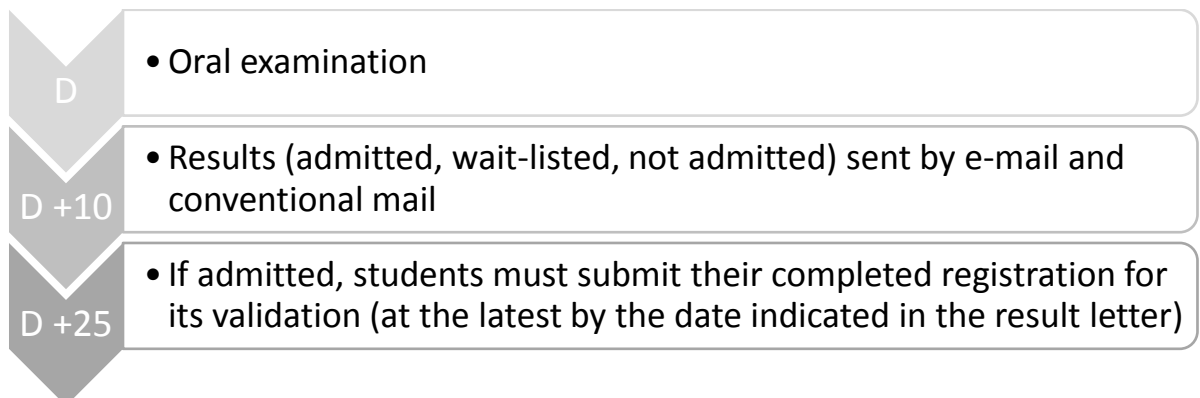 D
• Oral examination
D +10
• Results (admitted, wait-listed, not admitted) sent by e-mail and
conventional mail
D +25
• If admitted, students must submit their completed registration for
its validation (at the latest by the date indicated in the result letter)